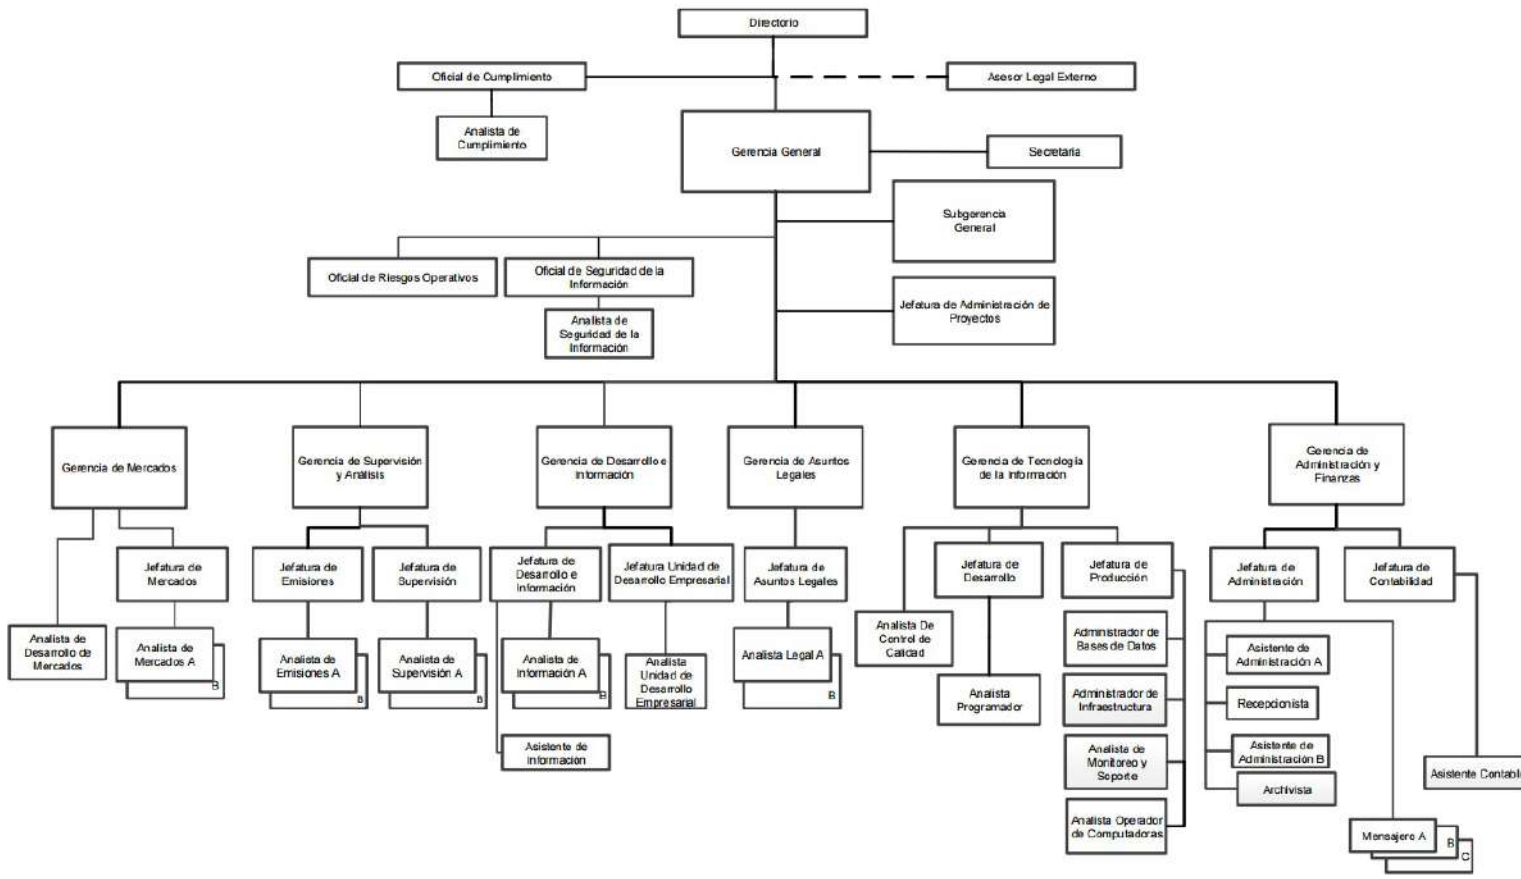 Directorio
Oficial de Cumplimiento
Asesor Legal Externo
Analista de
Cumplimiento
Gerencia General
Secretaria
Subgerencia
General
Oficial de Riesgos Operativos
Oficial de Seguridad de la
Información
Jefatura de Administración de
Proyectos
Analista de
Seguridad de la
Información
Gerencia de Mercados
Gerencia de Supervisión
y Análisis
Gerencia de Desarrollo e
Información
Gerencia de Asuntos
Legales
Gerencia de Tecnología
de la Información
Gerencia de
Administración y
Finanzas
Jefatura de
Mercados
Jefatura de
Emisiones
Jefatura de
Supervisión
Jefatura de
Desarrollo e
Información
Jefatura Unidad de
Desarrollo Empresarial
Jefatura de
Asuntos Legales
Jefatura de
Desarrollo
Jefatura de
Producción
Jefatura de
Administración
Jefatura de
Contabilidad
Analista de
Desarrollo de
Mercados
Analista de
Mercados A
B
Analista de
Emisiones A
B
Analista de
Supervisión A
B
Analista de
Información A
B
Analista
Unidad de
Desarrollo
Empresarial
Analista Legal A
B
Analista De
Control de
Calidad
Administrador de
Bases de Datos
Asistente de
Administración A
Analista
Programador
Administrador de
Infraestructura
Recepcionista
Asistente de
Información
Analista de
Monitoreo y
Soporte
Asistente de
Administración B
Archivista
Asistente Contable
Analista Operador
de Computadoras
Mensajero A
B
C